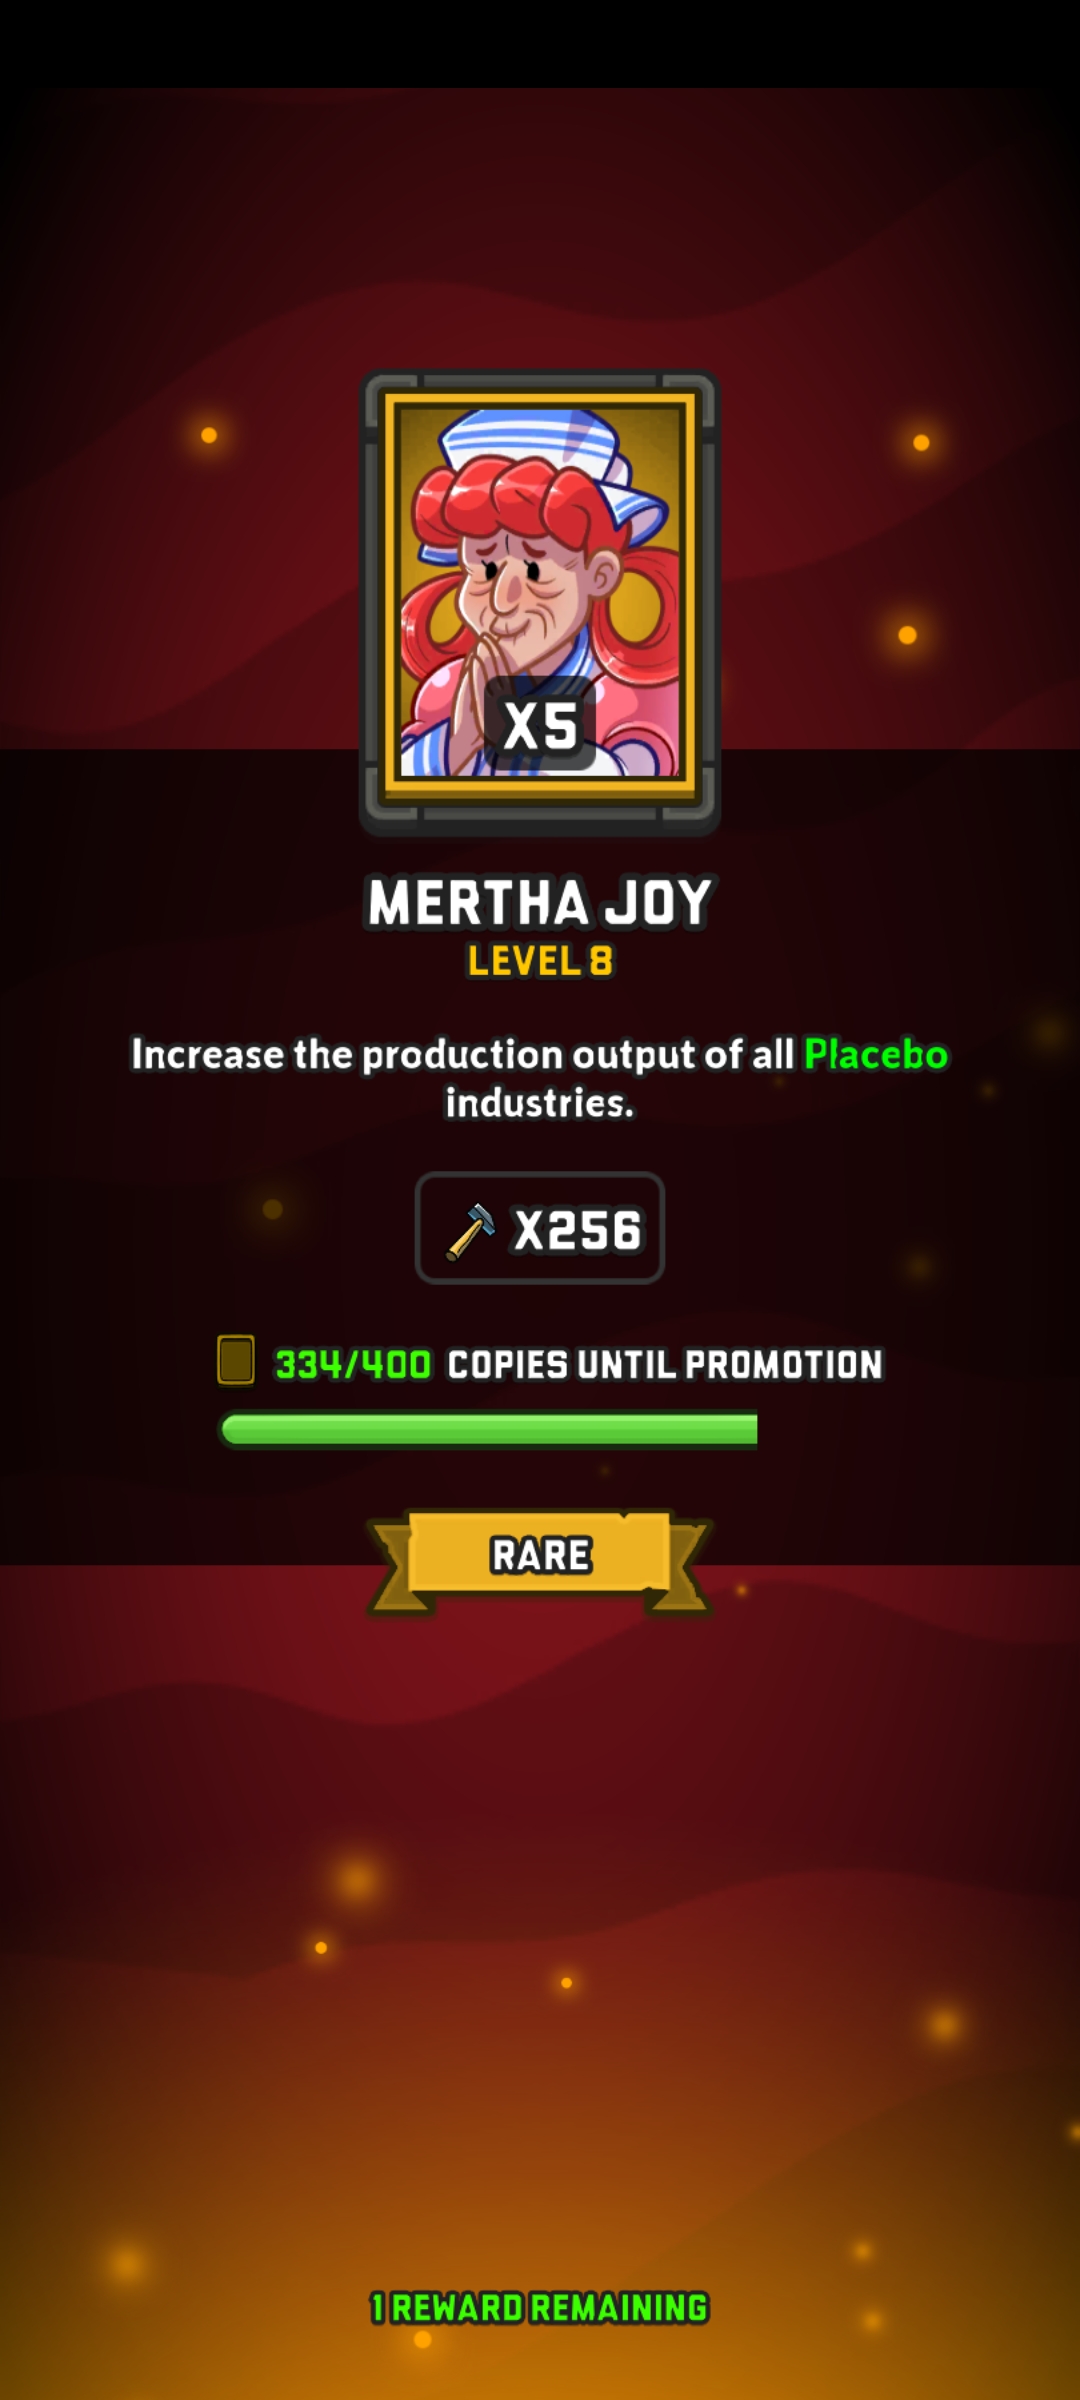 X5
MERTHA JOY
LEVEL 8
Increase the production output of all Placebo
industries.
X256
334/400 COPIES UNTIL PROMOTION
RARE
1 REWARD REMAINING